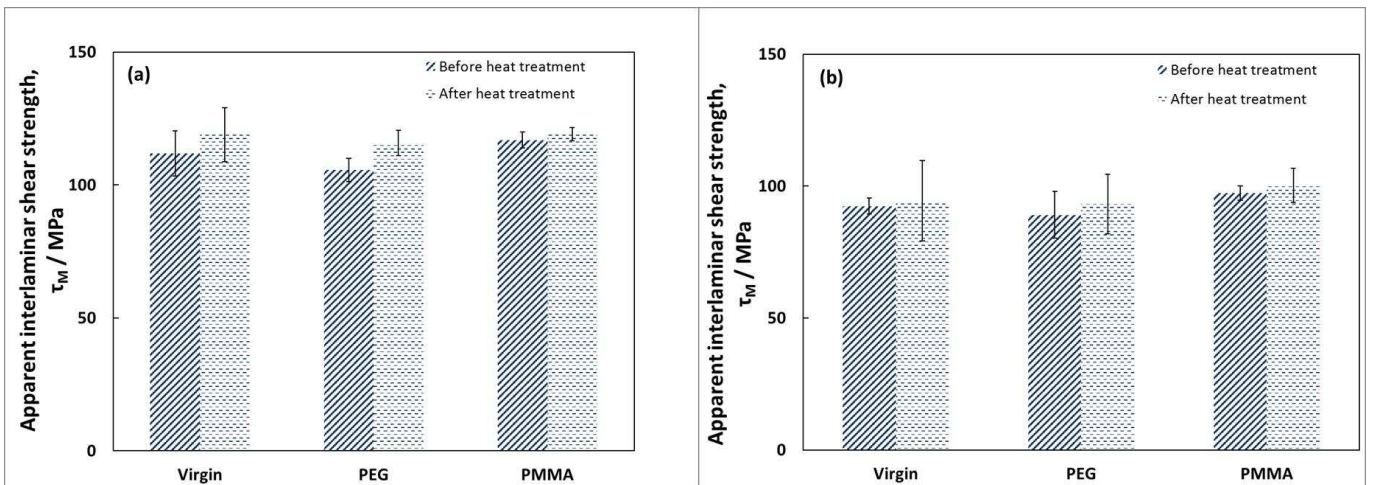 Apparent interlaminar shear strength,
τM / MPa
150
100
50
0
(a)
Before heat treatment
After heat treatment
Virgin
PEG
PMMA
Apparent interlaminar shear strength,
τM / MPa
150
100
50
0
(b)
Before heat treatment
After heat treatment
Virgin
PEG
PMMA